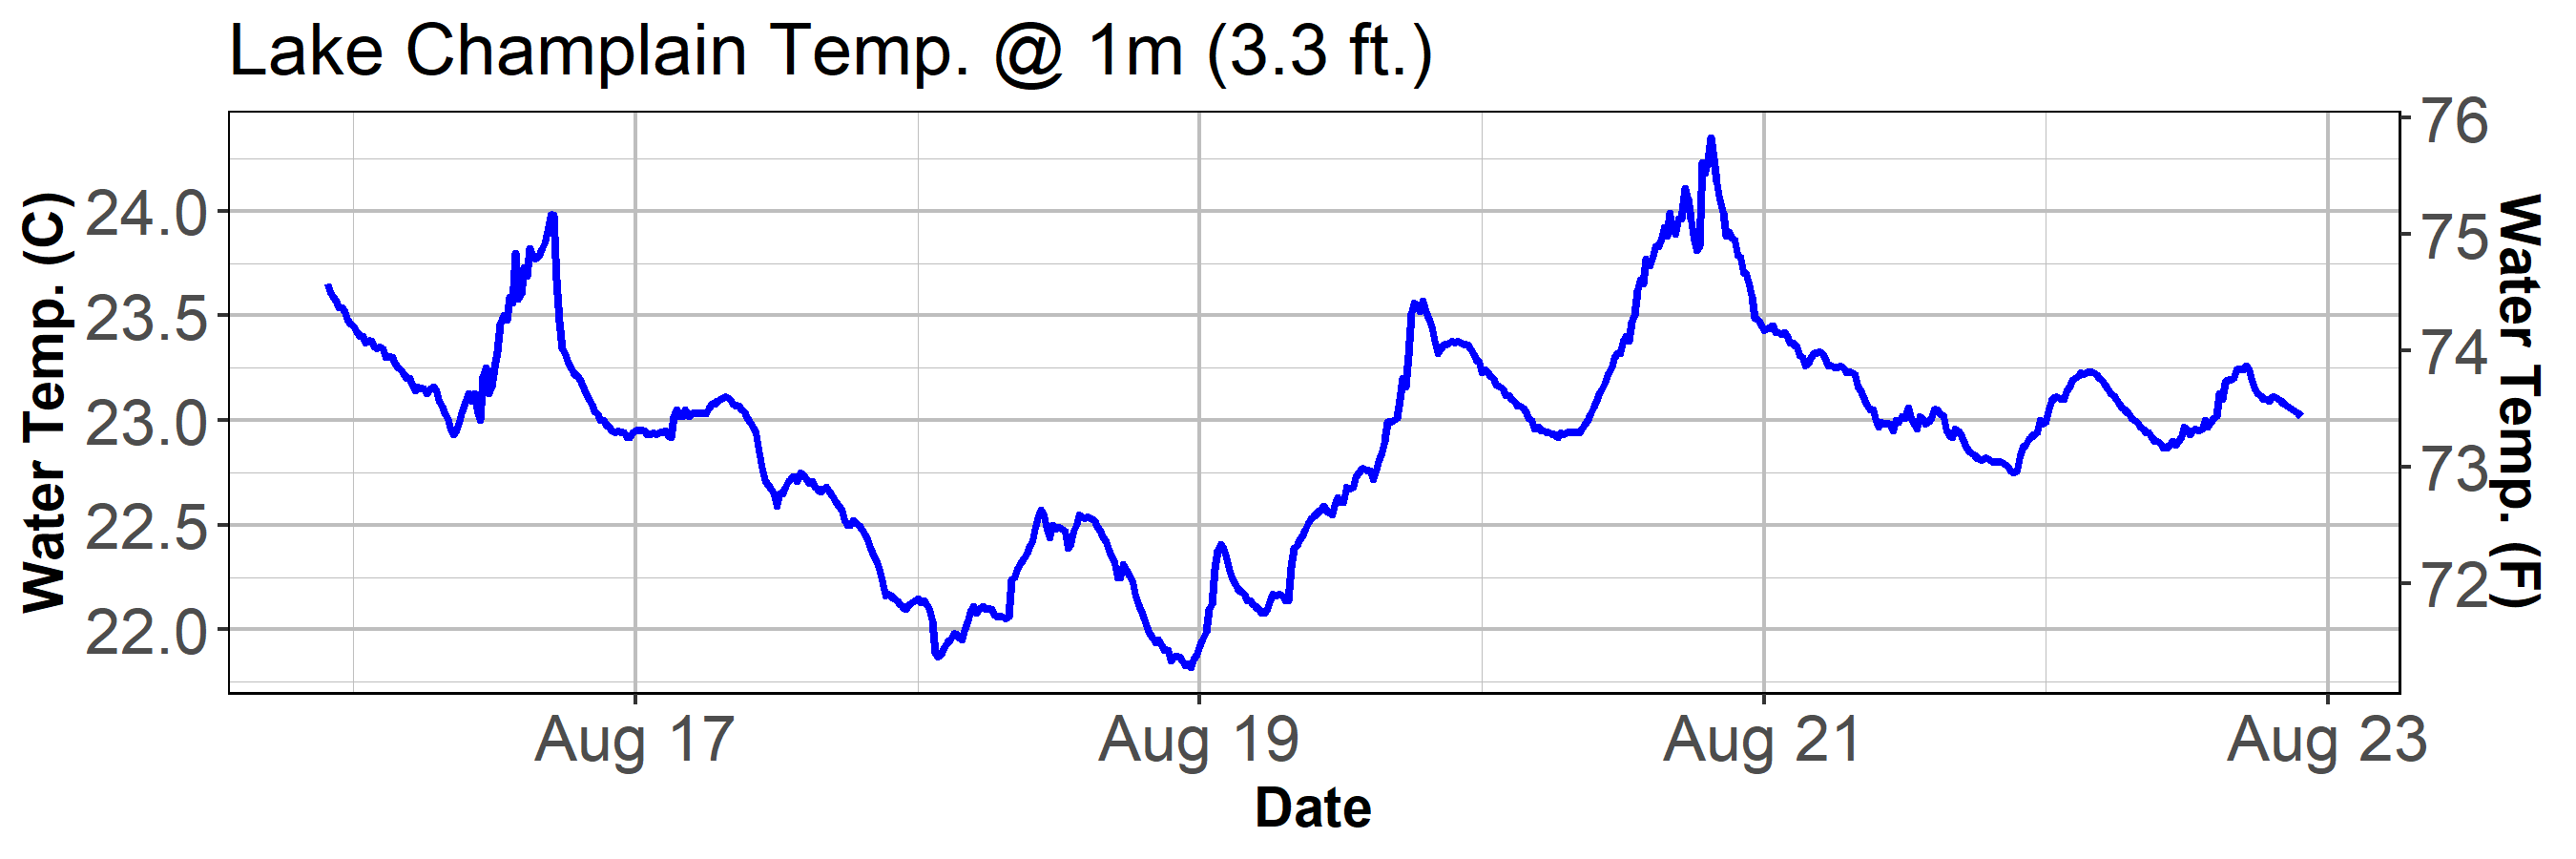 Lake Champlain Temp. @ 1m (3.3 ft.)
Water Temp. (C)
24.0
23.5
23.0
22.5
22.0
76
75
74
73
72
Water Temp. (F)
Aug 17 Aug 19 Aug 21 Aug 23
Date